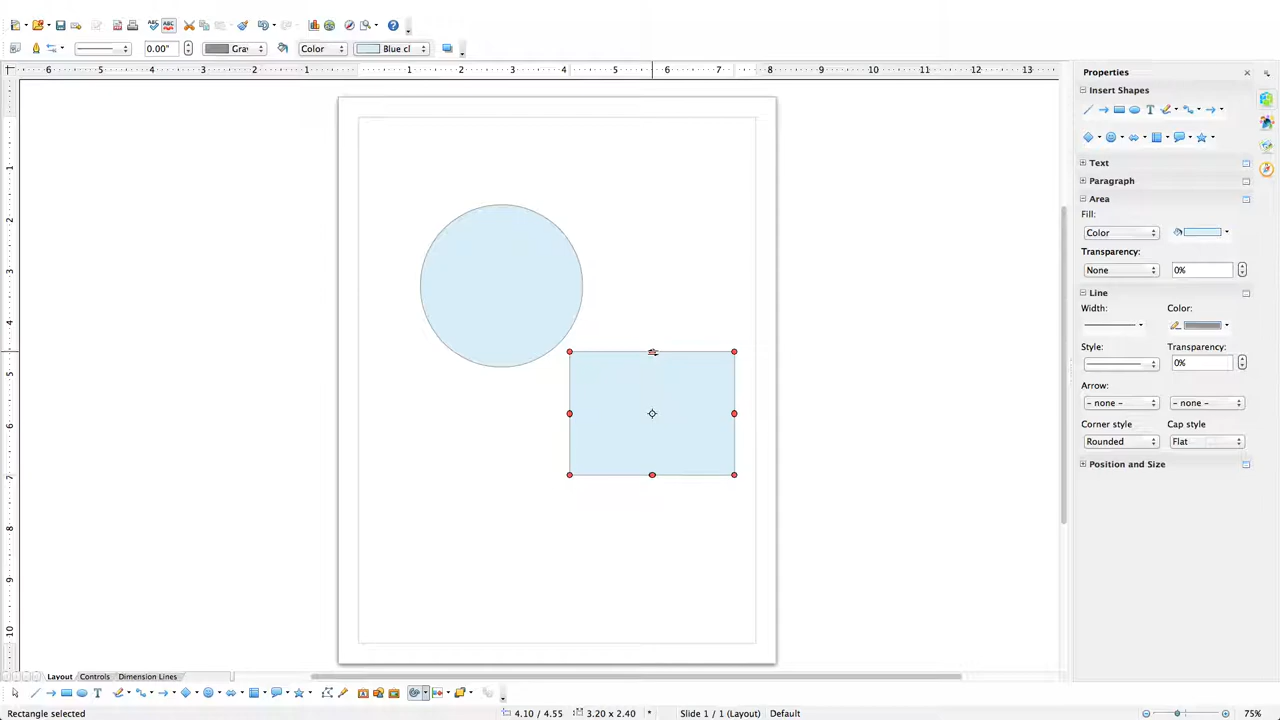 0.00" Gra Color Blue cl
6 5 4 3 2 1 1 2 3 4 5 6 7 8 9 10 11 12 13
Properties
Insert Shapes
Text
Paragraph
Area
Fill:
Color
Transparency:
None 0%
Line
Width: Color:
Style: Transparency:
0%
Arrow:
- none - - none -
Corner style Cap style
Rounded Flat
Position and Size
1
2
3
4
5
6
7
8
9
10
Layout Controls Dimension Lines
Rectangle selected 4.10 / 4.55 3.20 x 2.40 * Slide 1 / 1 (Layout) Default 75%